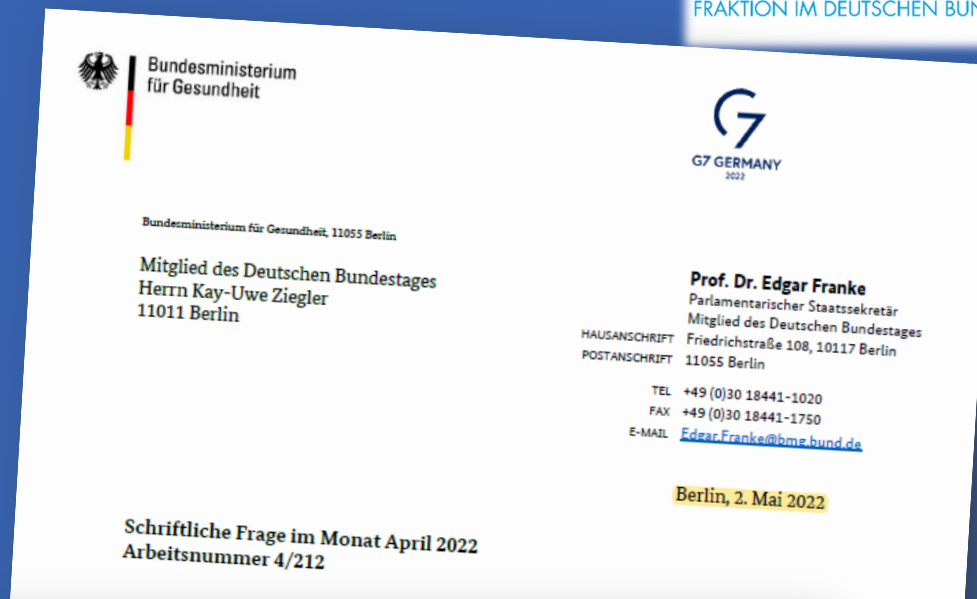 FRAKTION IM DEUTSCHEN
Bundesministerium
für Gesundheit
G7
G7 GERMANY
2022
Bundesministerium für Gesundheit, 11055 Berlin
Mitglied des Deutschen Bundestages
Herrn Kay-Uwe Ziegler
11011 Berlin
Prof. Dr. Edgar Franke
Parlamentarischer Staatssekretär
Mitglied des Deutschen Bundestages
HAUSANSCHRIFT Friedrichstraße 108, 10117 Berlin
POSTANSCHRIFT 11055 Berlin
TEL +49 (0)30 18441-1020
FAX +49 (0)30 18441-1750
E-MAIL Edgar.Franke@bmg.bund.de
Berlin, 2. Mai 2022
Schriftliche Frage im Monat April 2022
Arbeitsnummer 4/212